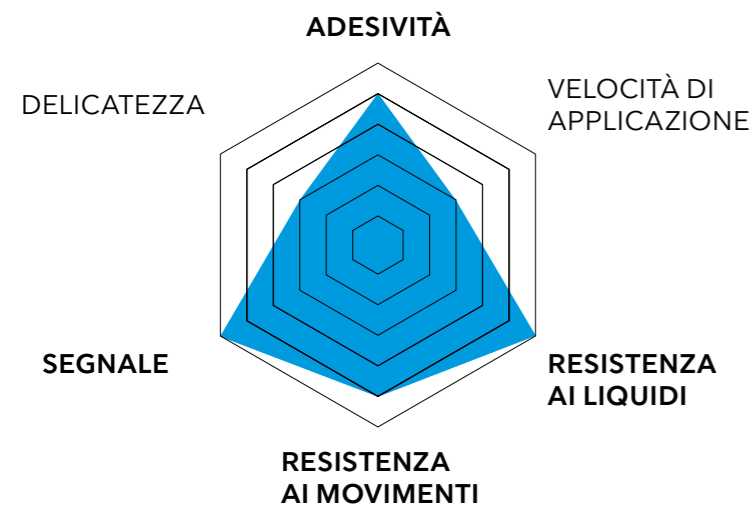 ADESIVITÀ
DELICATEZZA
VELOCITÀ DI
APPLICAZIONE
SEGNALE
RESISTENZA
AI LIQUIDI
RESISTENZA
AI MOVIMENTI